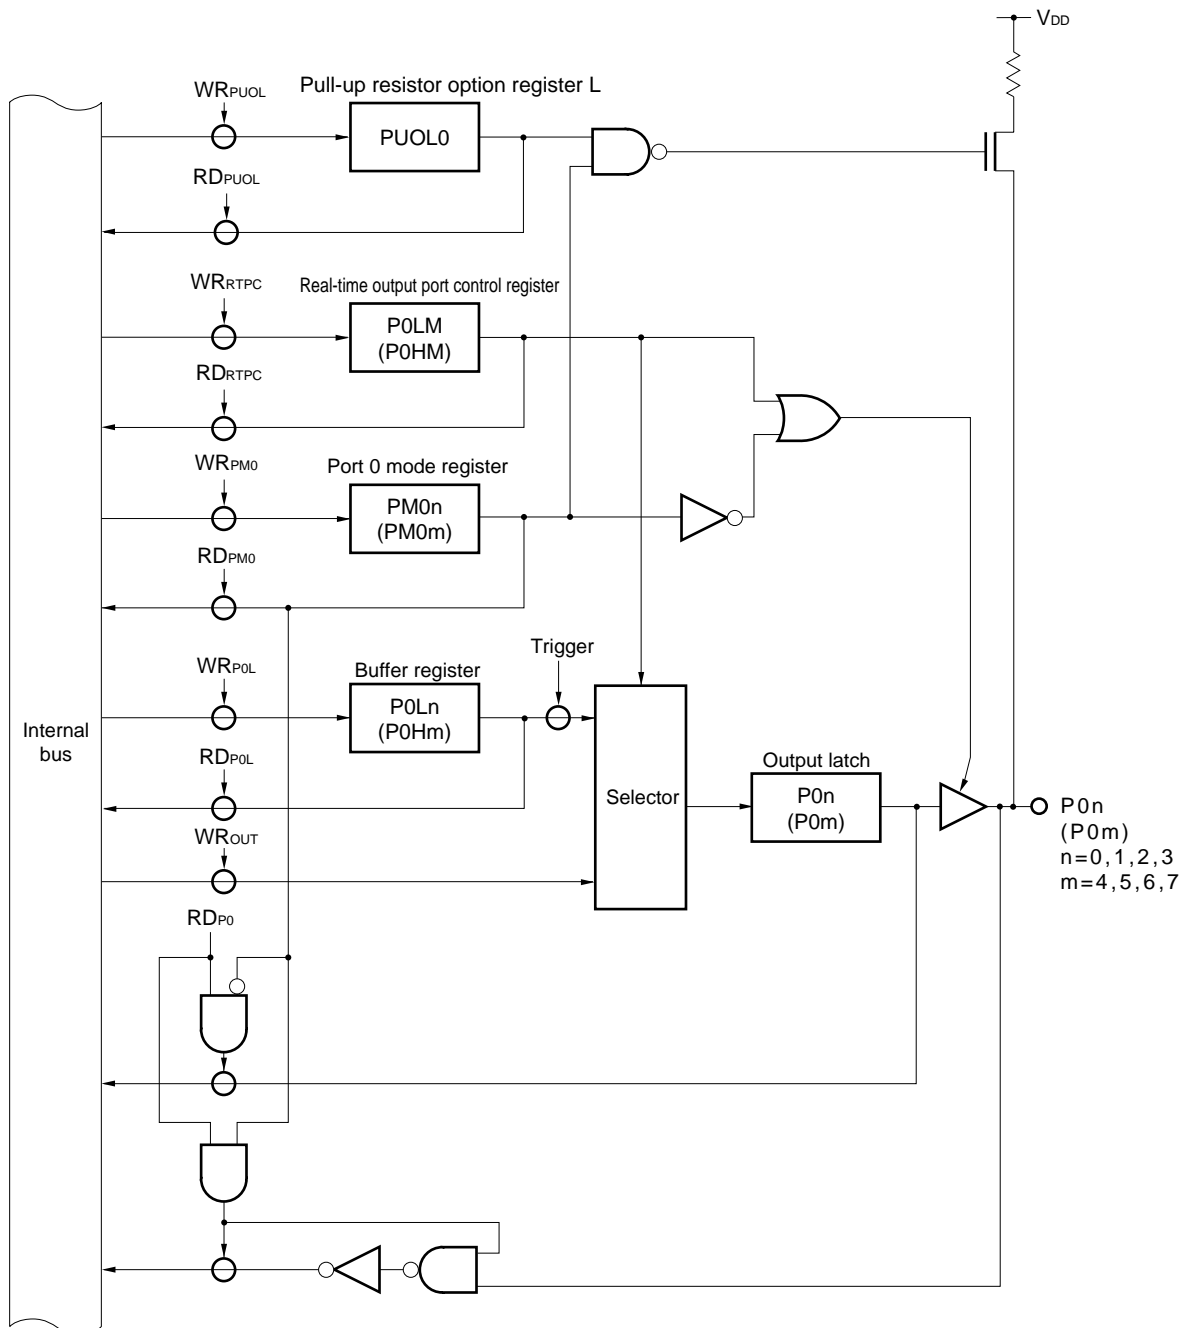 VDD
WRPUOL
Pull-up resistor option register L
PUOL0
RDPUOL
WRRTPC
Real-time output port control register
P0LM
(P0HM)
RDRTPC
WRPM0
Port 0 mode register
PM0n
(PM0m)
RDPM0
Trigger
WRP0L
Buffer register
P0Ln
(P0Hm)
Internal
bus
RDP0L
Selector
Output latch
P0n
(P0m)
P0n
(P0m)
n=0,1,2,3
m=4,5,6,7
WROUT
RDP0